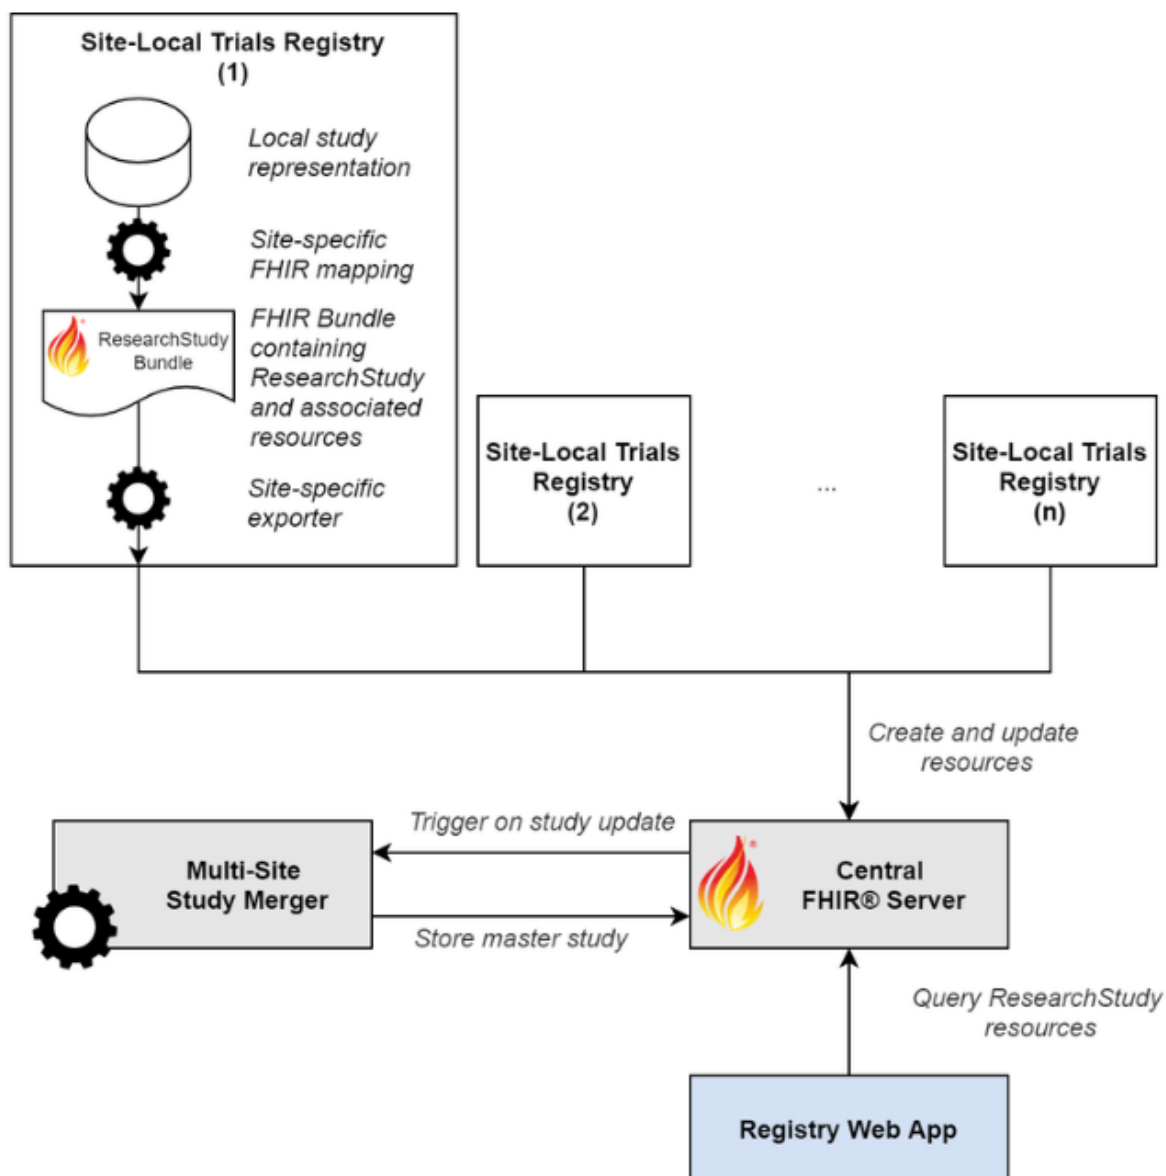 Site-Local Trials Registry
(1)
Local study
representation
Site-specific
FHIR mapping
ResearchStudy
Bundle
FHIR Bundle
containing
ResearchStudy
and associated
resources
Site-specific
exporter
Site-Local Trials
Registry
(2)
...
Site-Local Trials
Registry
(n)
Create and update
resources
Trigger on study update
Multi-Site
Study Merger
Central
FHIR® Server
Store master study
Query ResearchStudy
resources
Registry Web App